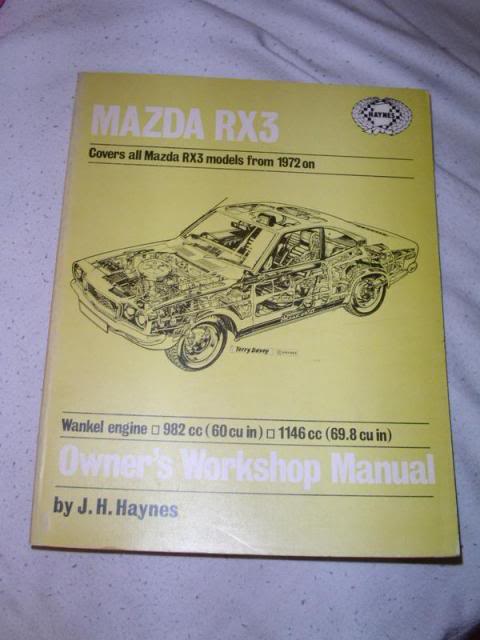 MAZDA RX3
HAYNES
Covers all Mazda RX3 models from 1972 on
Terry Davey
Wankel engine □ 982 cc (60 cu in) □ 1146 cc (69.8 cu in)
Owner's Workshop Manual
by J. H. Haynes